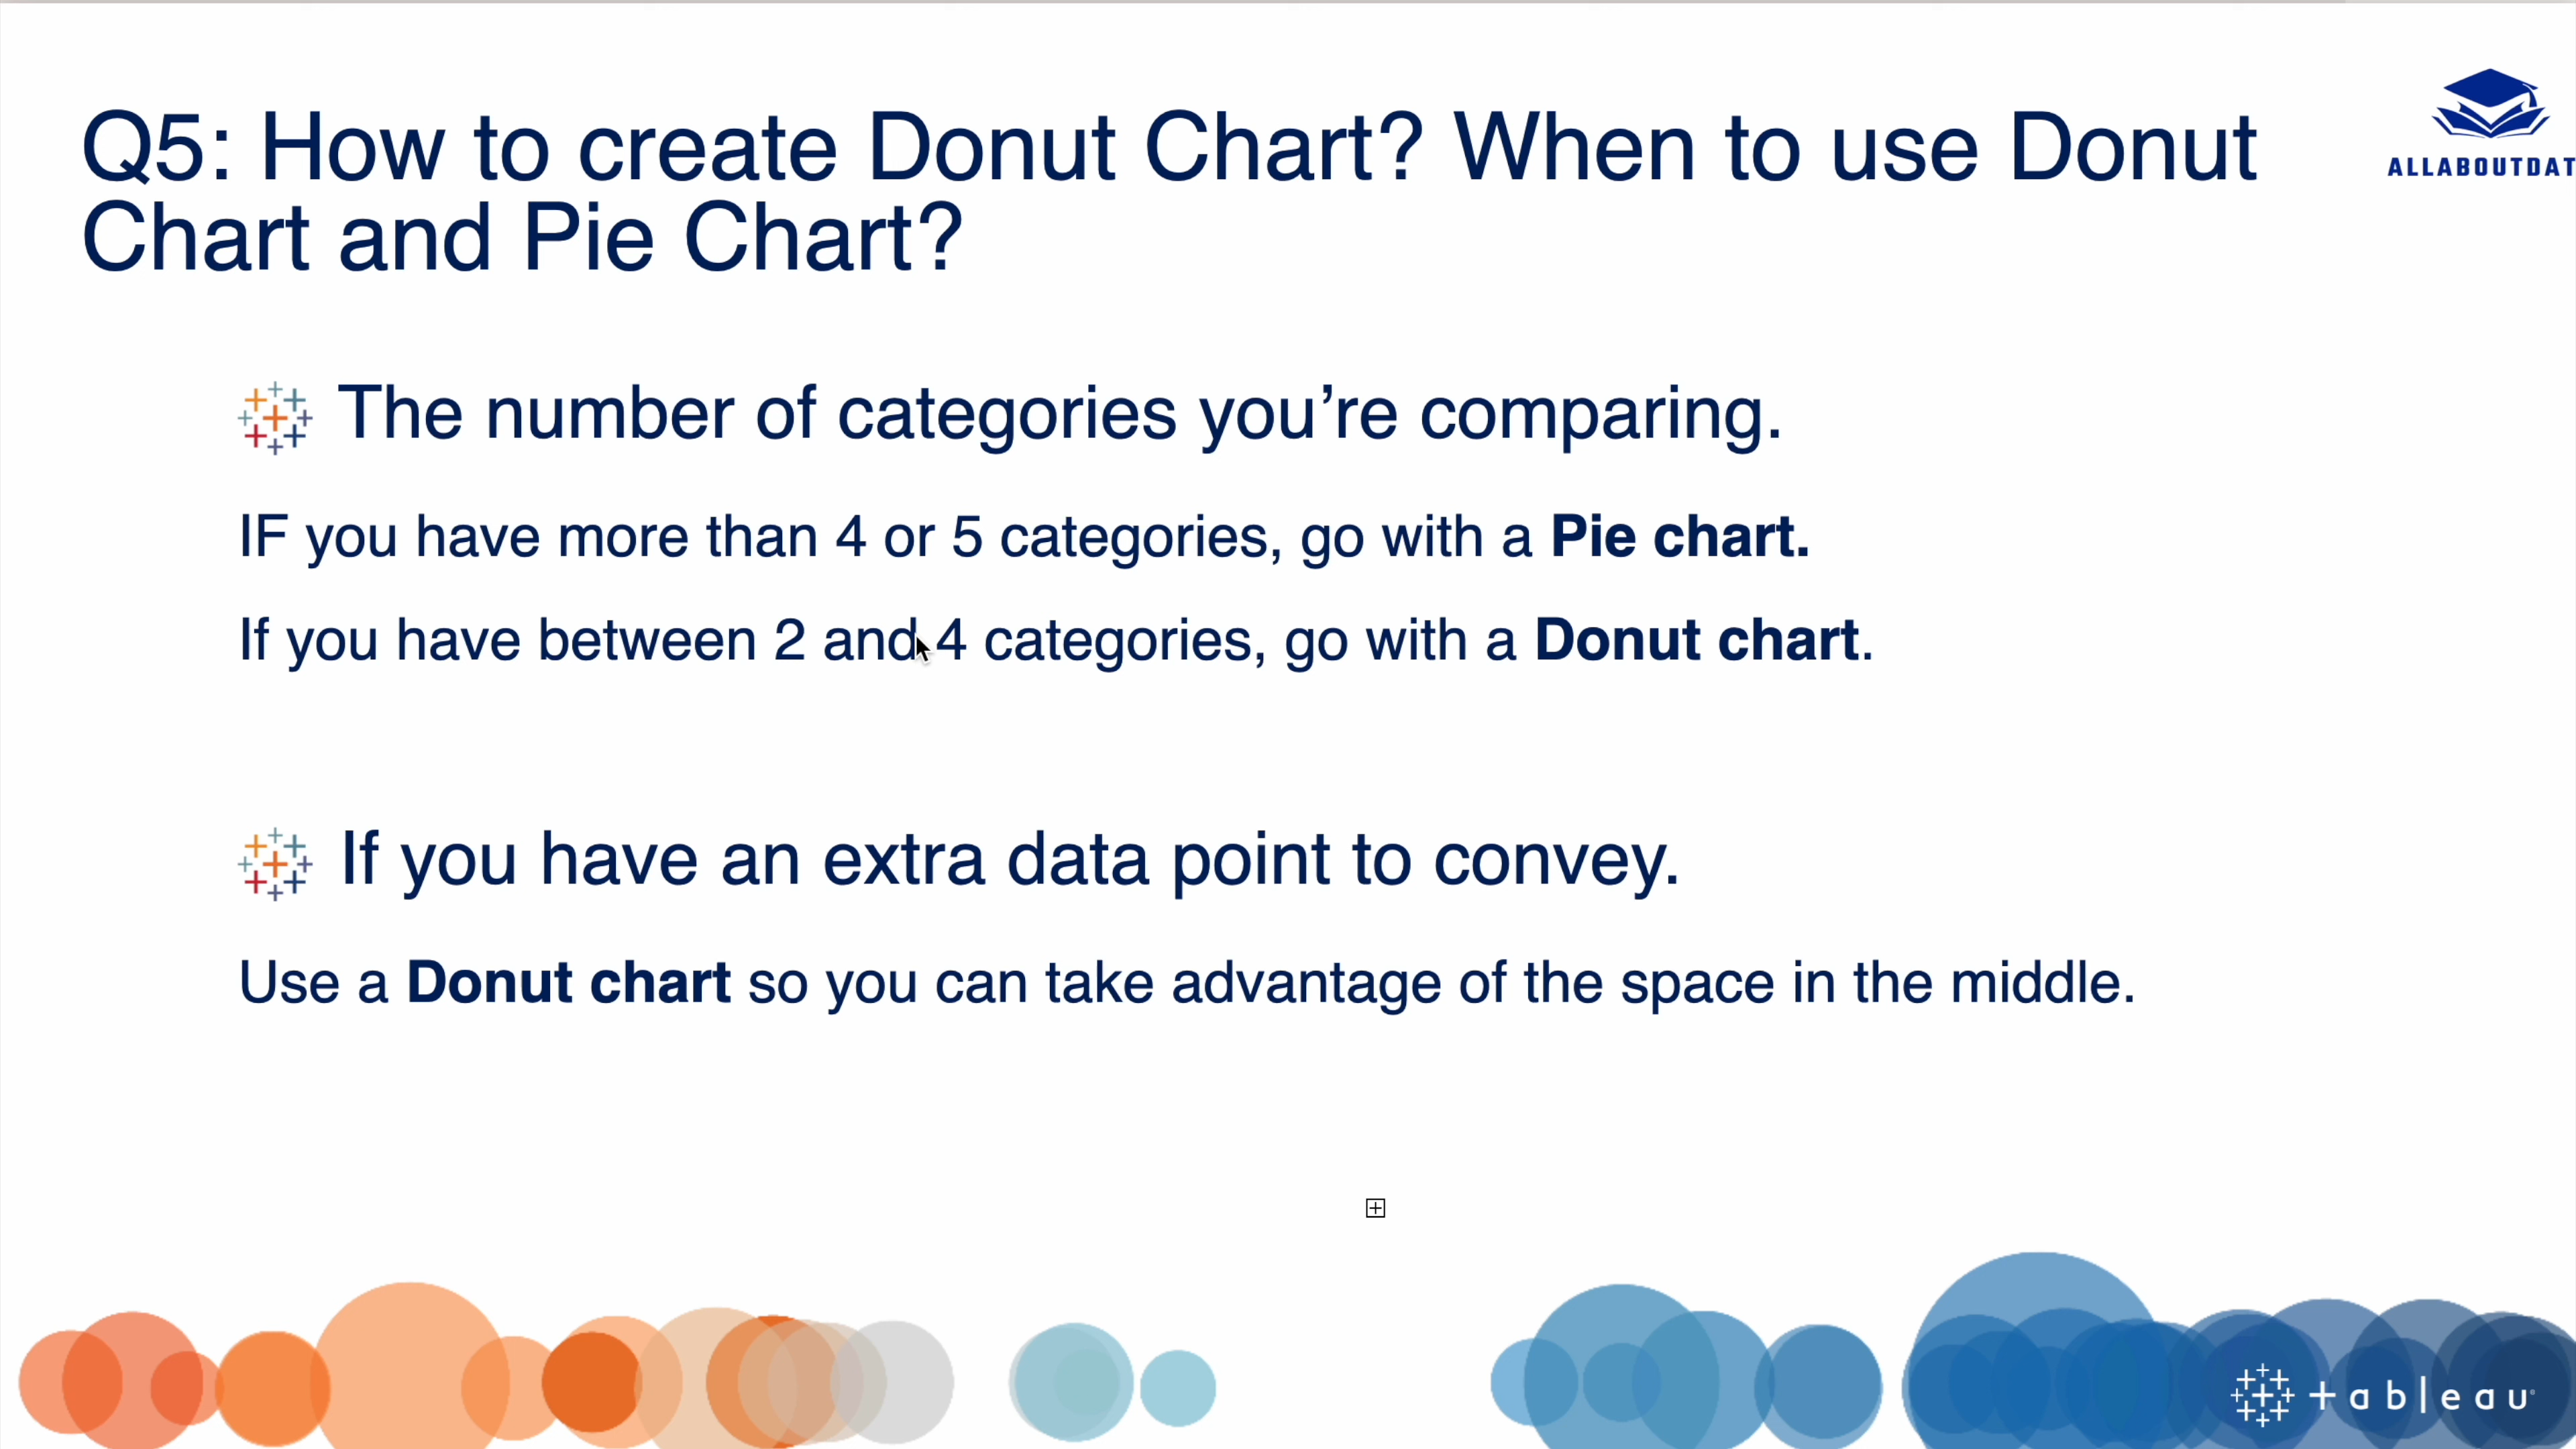 Q5: How to create Donut Chart? When to use Donut
Chart and Pie Chart?
ALLABOUTDAT
The number of categories you’re comparing.
IF you have more than 4 or 5 categories, go with a Pie chart.
If you have between 2 and 4 categories, go with a Donut chart.
If you have an extra data point to convey.
Use a Donut chart so you can take advantage of the space in the middle.
+ableau